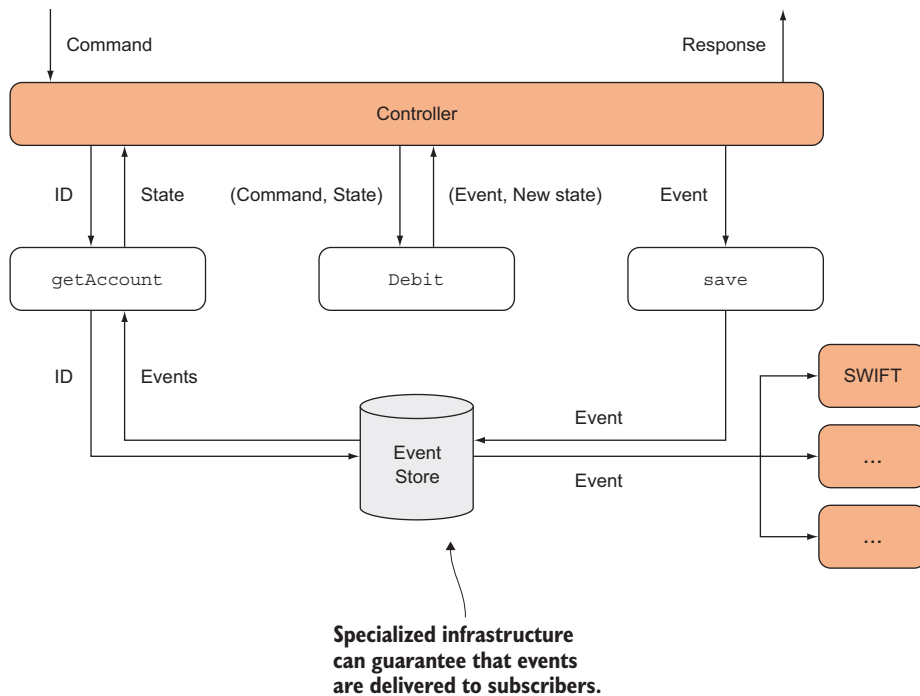 Command
Response
Controller
ID
State
(Command, State)
(Event, New state)
Event
getAccount
Debit
save
ID
Events
SWIFT
Event
Event
Store
...
Event
...
Specialized infrastructure
can guarantee that events
are delivered to subscribers.